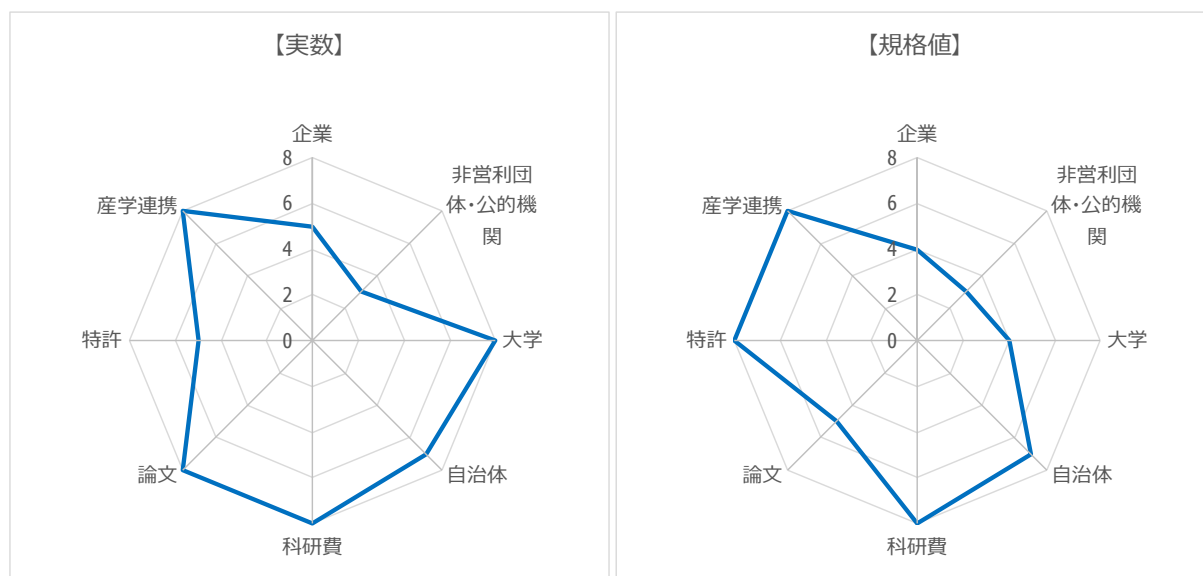 【実数】
企業
非営利団
体・公的機
関
大学
自治体
科研費
論文
特許
産学連携
8
6
4
2
0
【規格値】
企業
非営利団
体・公的機
関
大学
自治体
科研費
論文
特許
産学連携
8
6
4
2
0